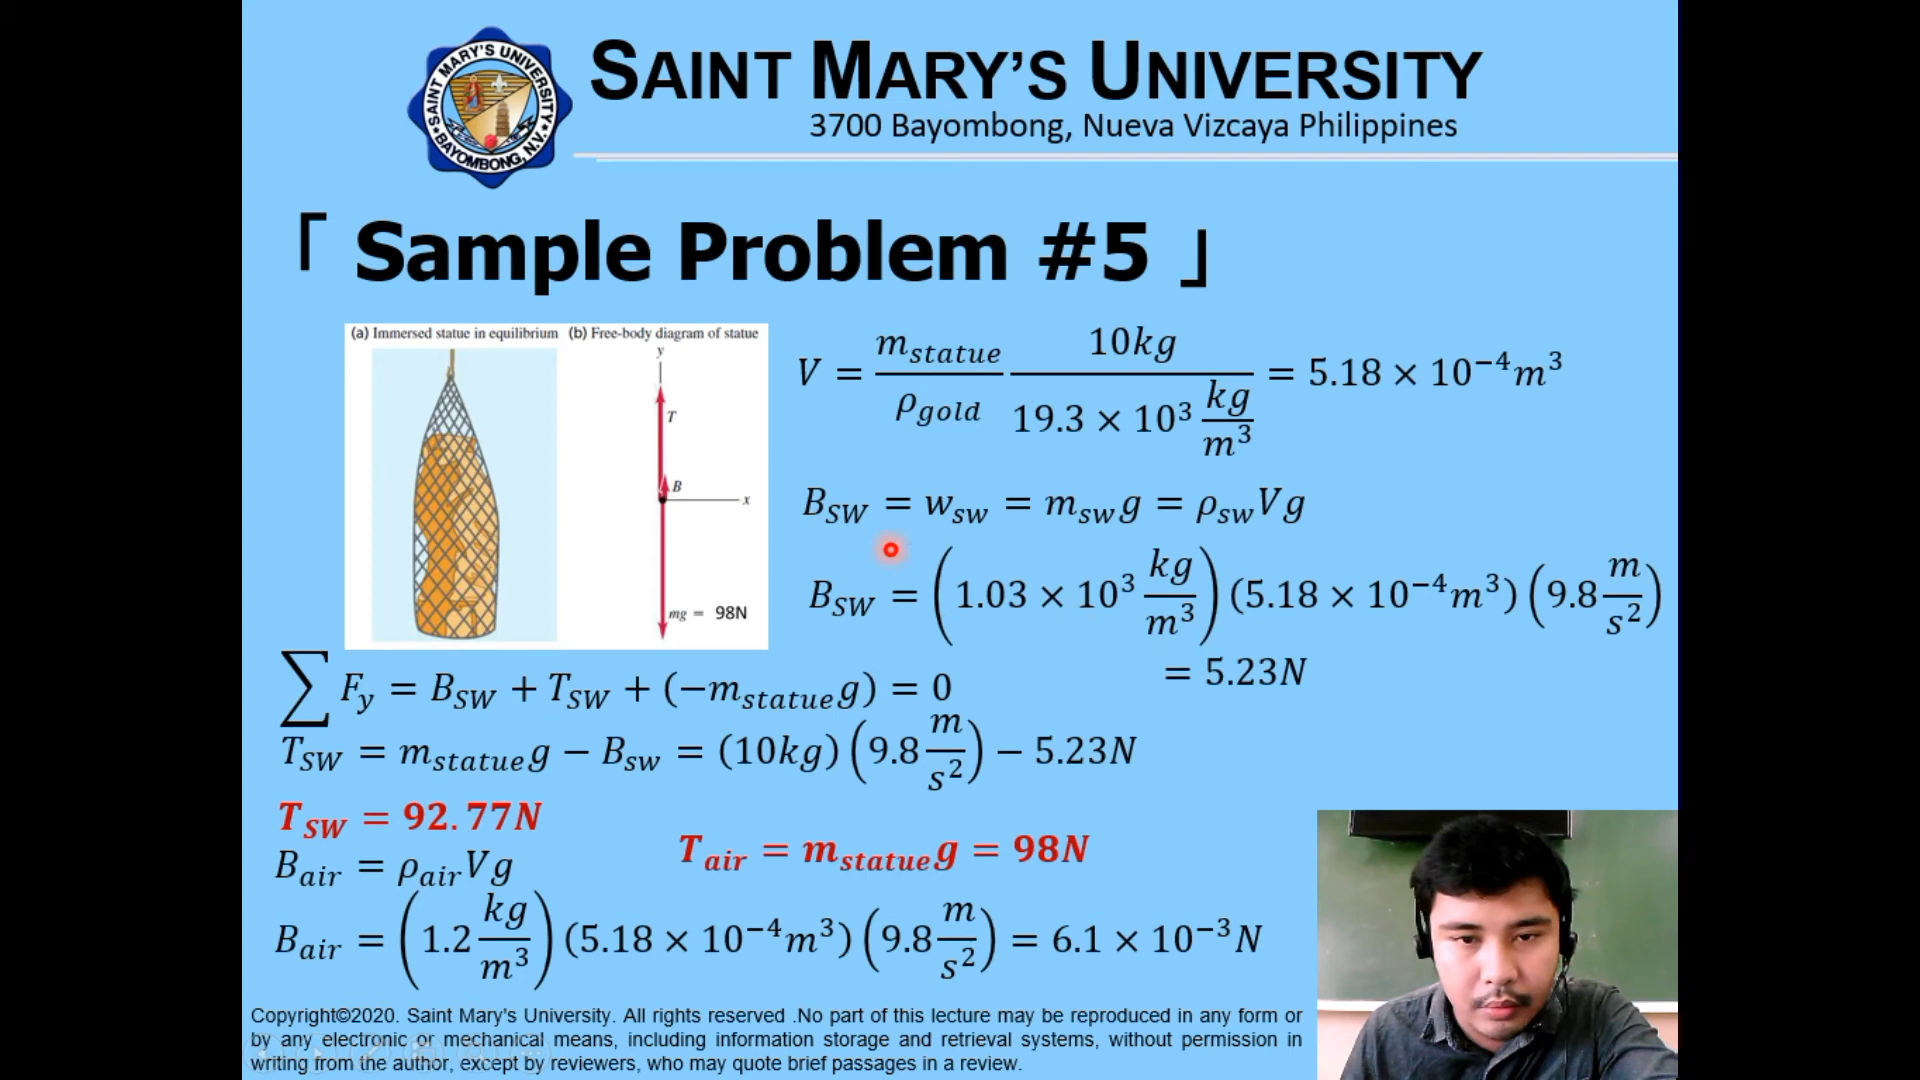 SAINT MARY'S UNIVERSITY
SAINT MARY'S UNIVERSITY
BAYOMBONG, N.V.
3700 Bayombong, Nueva Vizcaya Philippines
「 Sample Problem #5 」
(a) Immersed statue in equilibrium (b) Free-body diagram of statue
y
T
B
x
mg = 98N
V = m_statue/ρ_gold 10kg/(19.3 × 10³ kg/m³) = 5.18 × 10⁻⁴m³
B_SW = w_sw = m_sw g = ρ_sw Vg
B_SW = (1.03 × 10³ kg/m³)(5.18 × 10⁻⁴m³)(9.8 m/s²)
= 5.23N
∑F_y = B_SW + T_SW + (−m_statue g) = 0
T_SW = m_statue g − B_sw = (10kg)(9.8 m/s²) − 5.23N
T_SW = 92.77N
T_air = m_statue g = 98N
B_air = ρ_air Vg
B_air = (1.2 kg/m³)(5.18 × 10⁻⁴m³)(9.8 m/s²) = 6.1 × 10⁻³N
Copyright©2020. Saint Mary's University. All rights reserved .No part of this lecture may be reproduced in any form or
by any electronic or mechanical means, including information storage and retrieval systems, without permission in
writing from the author, except by reviewers, who may quote brief passages in a review.